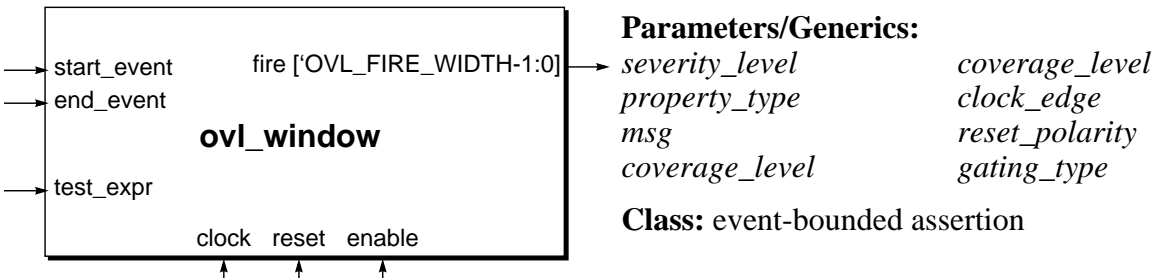 start_event
fire [‘OVL_FIRE_WIDTH-1:0]
end_event
ovl_window
test_expr
clock reset enable
Parameters/Generics:
severity_level coverage_level
property_type clock_edge
msg reset_polarity
coverage_level gating_type
Class: event-bounded assertion